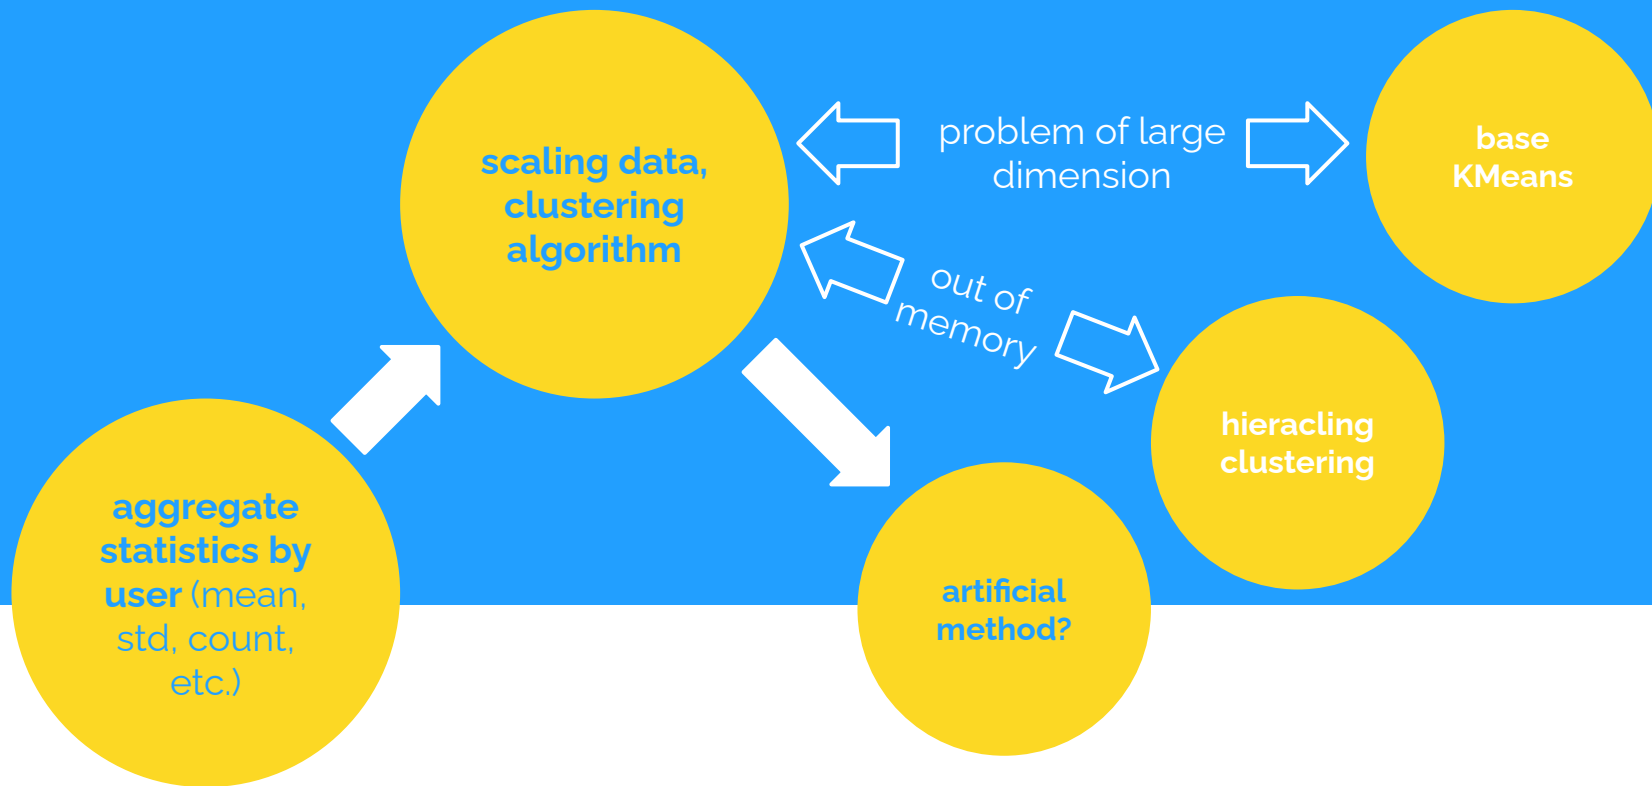 scaling data,
clustering
algorithm
problem of large
dimension
base
KMeans
out of
memory
hieracling
clustering
aggregate
statistics by
user (mean,
std, count,
etc.)
artificial
method?